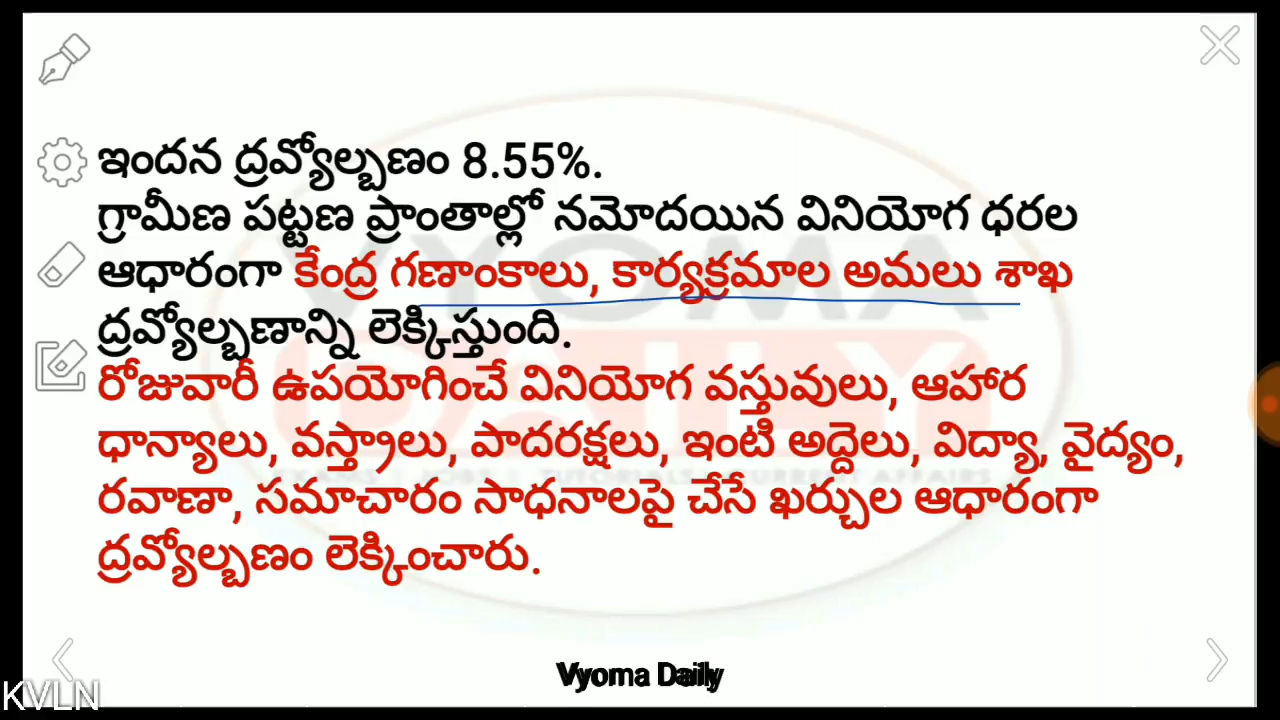 ఇందన ద్రవ్యోల్బణం 8.55%.
గ్రామీణ పట్టణ ప్రాంతాల్లో నమోదయిన వినియోగ ధరల
ఆధారంగా కేంద్ర గణాంకాలు, కార్యక్రమాల అమలు శాఖ
ద్రవ్యోల్బణాన్ని లెక్కిస్తుంది.
రోజువారీ ఉపయోగించే వినియోగ వస్తువులు, ఆహార
ధాన్యాలు, వస్త్రాలు, పాదరక్షలు, ఇంటి అద్దెలు, విద్యా, వైద్యం,
రవాణా, సమాచారం సాధనాలపై చేసే ఖర్చుల ఆధారంగా
ద్రవ్యోల్బణం లెక్కించారు.
Vyoma Daily
KVLN